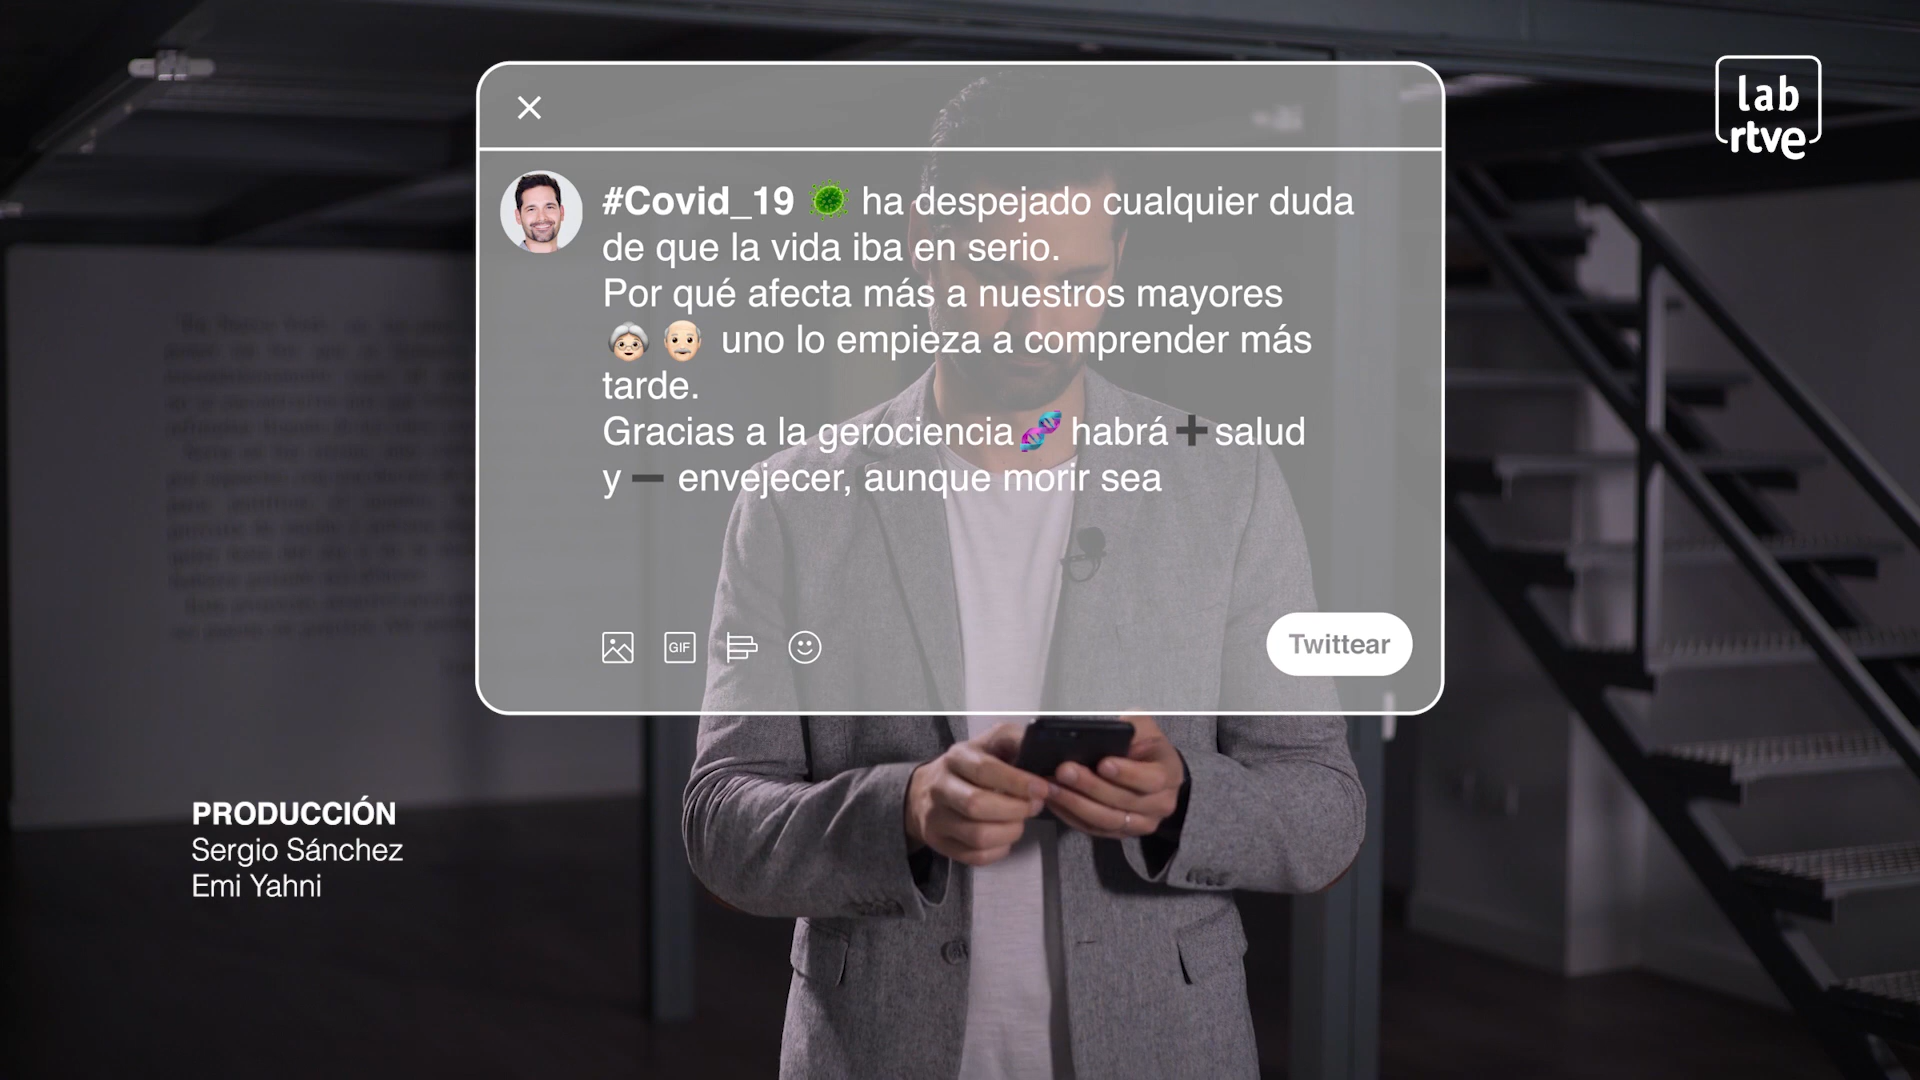 lab
rtve
#Covid_19 🦠 ha despejado cualquier duda
de que la vida iba en serio.
Por qué afecta más a nuestros mayores
👵🏻 👴🏻 uno lo empieza a comprender más
tarde.
Gracias a la gerociencia🧬 habrá ➕ salud
y ➖ envejecer, aunque morir sea
GIF
Twittear
PRODUCCIÓN
Sergio Sánchez
Emi Yahni